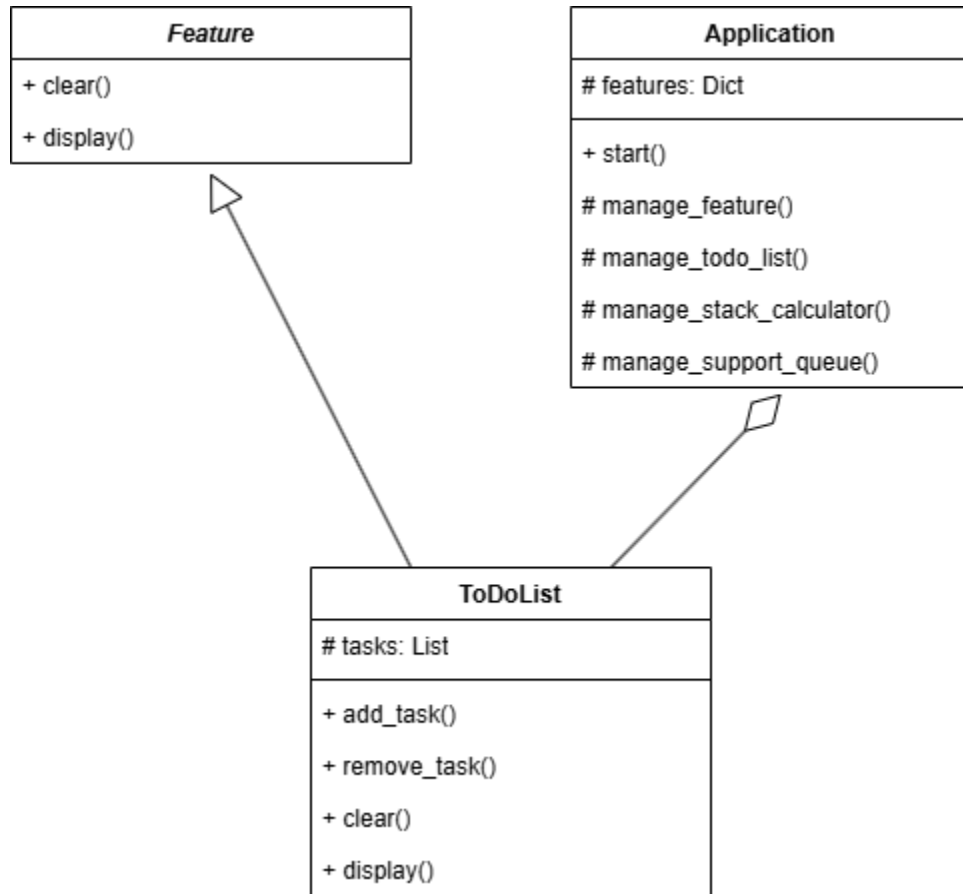 Feature
+ clear()
+ display()
Application
# features: Dict
+ start()
# manage_feature()
# manage_todo_list()
# manage_stack_calculator()
# manage_support_queue()
ToDoList
# tasks: List
+ add_task()
+ remove_task()
+ clear()
+ display()